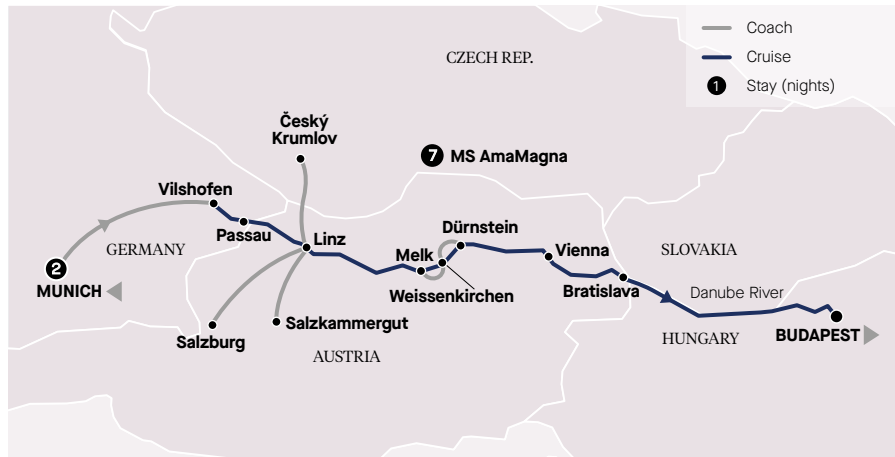 Coach
Cruise
1 Stay (nights)
CZECH REP.
Český
Krumlov
7 MS AmaMagna
Vilshofen
Passau
GERMANY
Linz
Dürnstein
Melk
Weissenkirchen
Vienna
SLOVAKIA
Bratislava
Danube River
2
MUNICH
Salzburg
Salzkammergut
AUSTRIA
HUNGARY
BUDAPEST